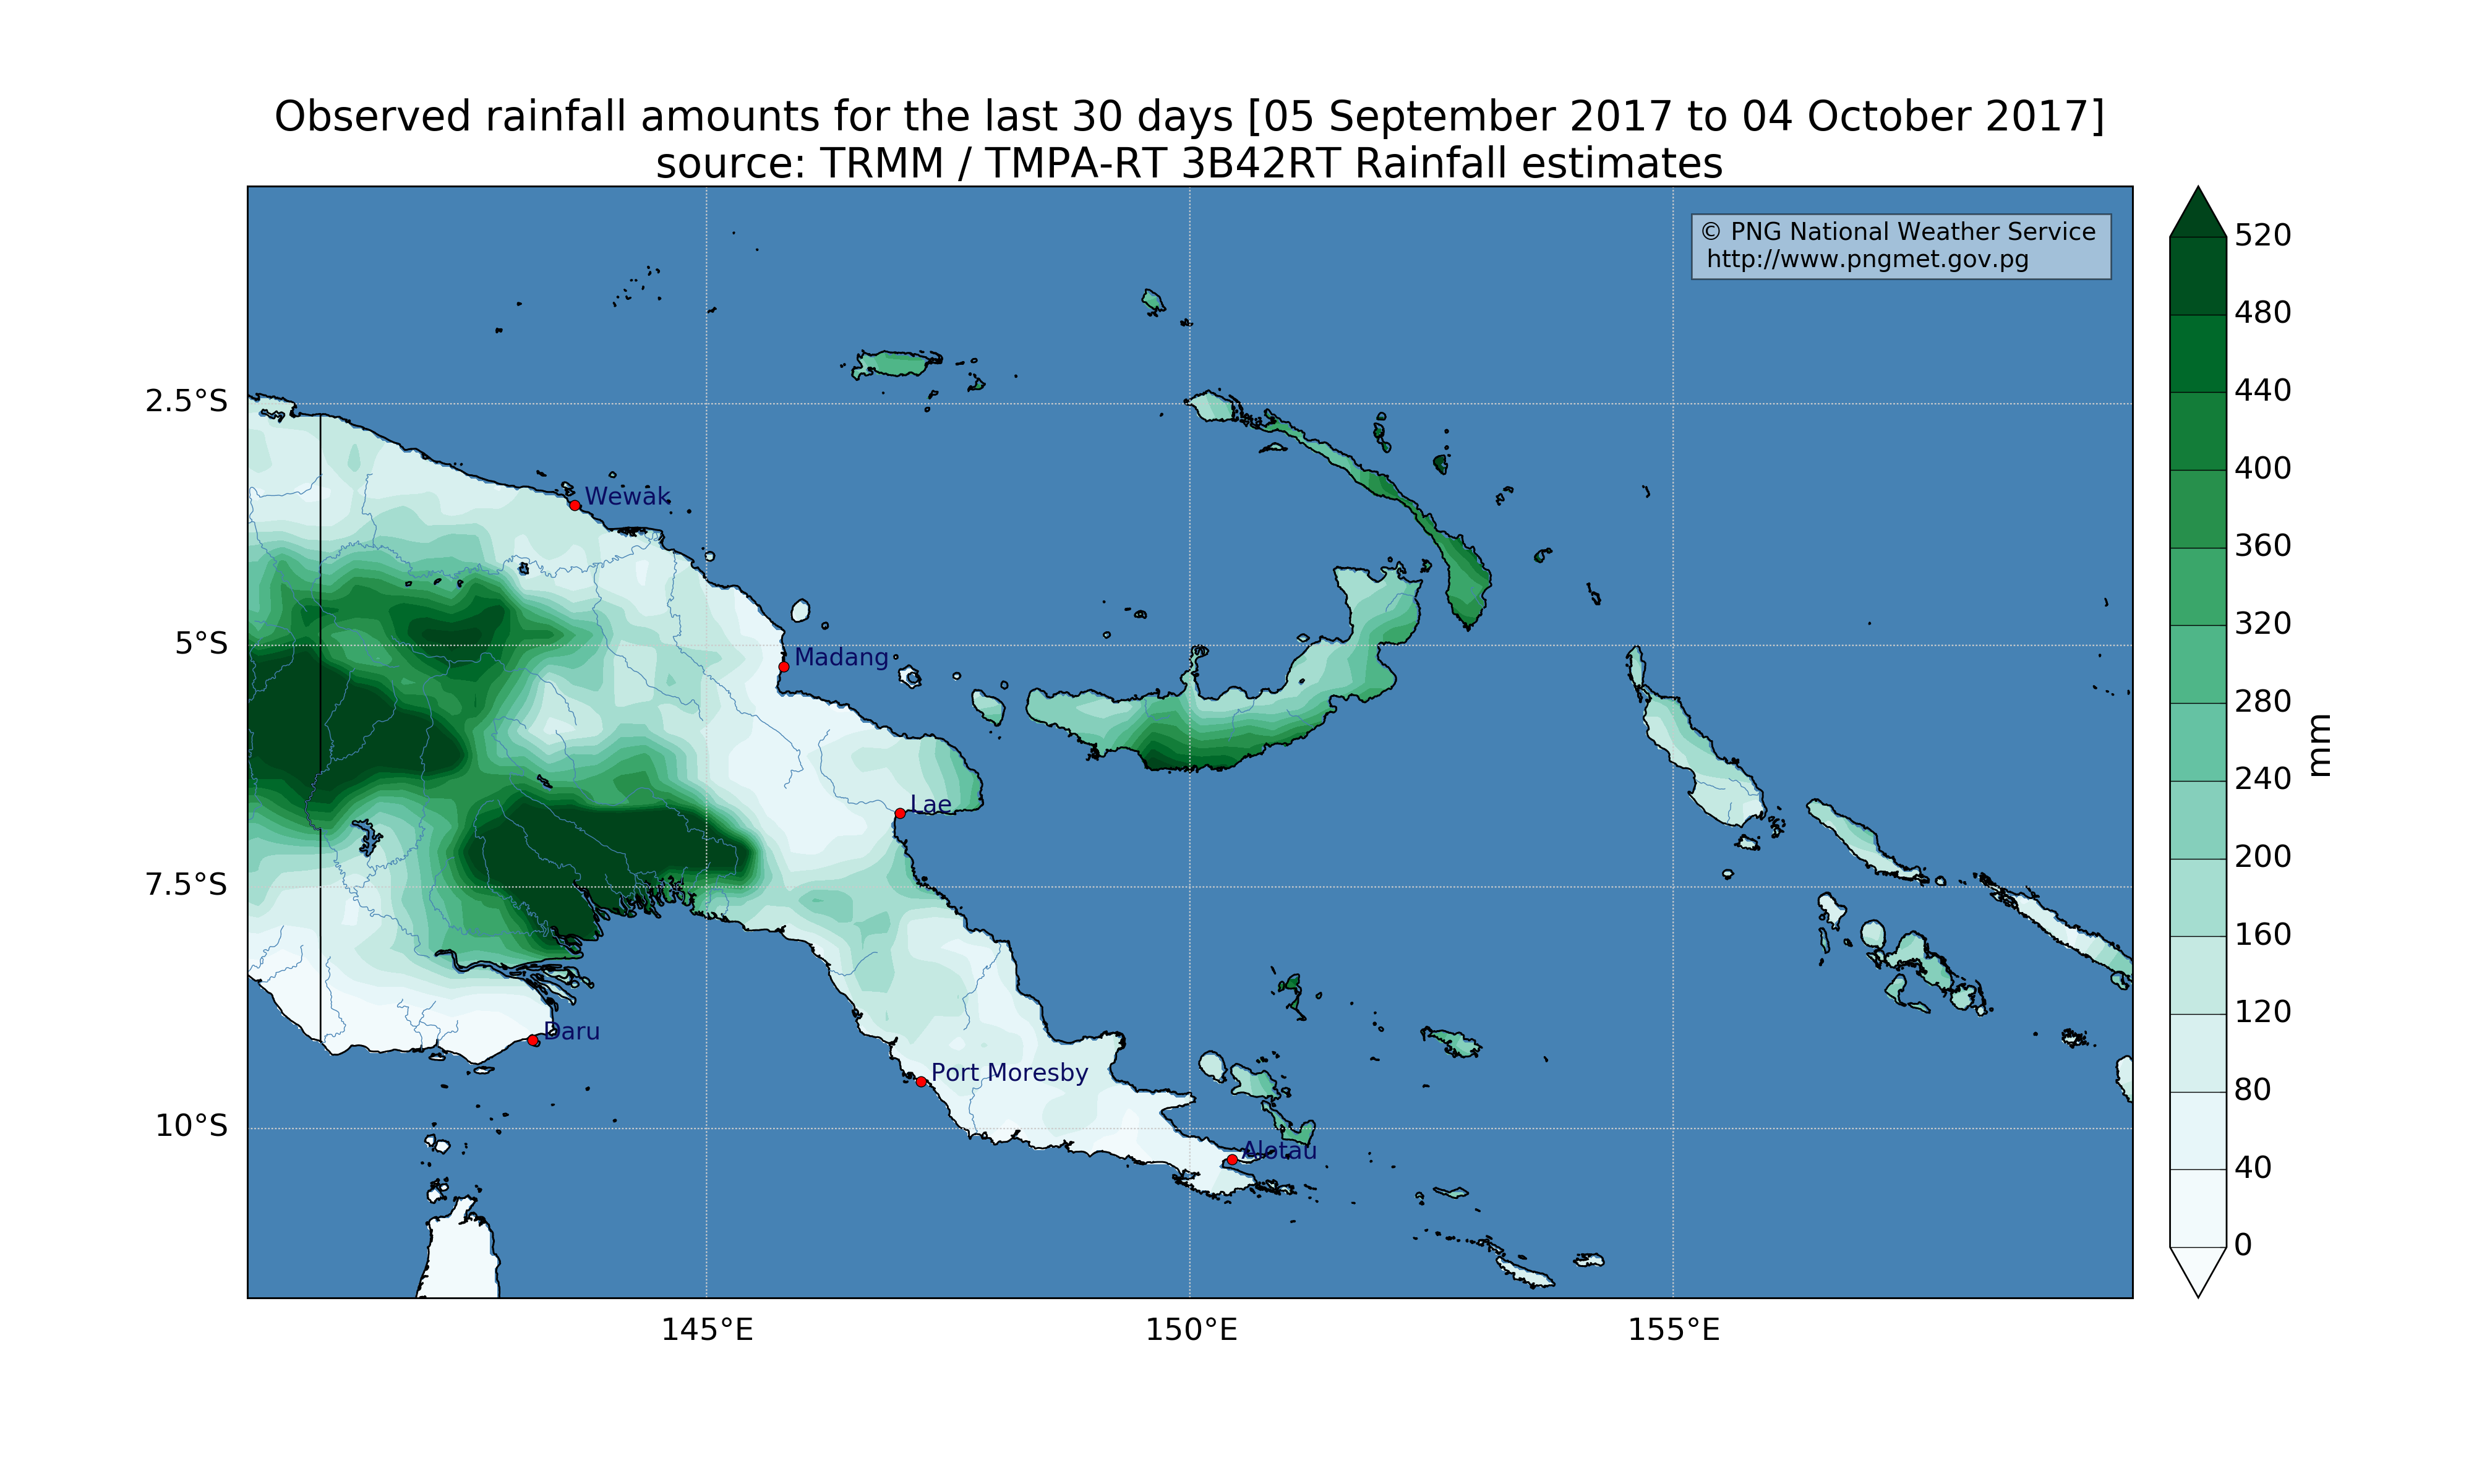 Observed rainfall amounts for the last 30 days [05 September 2017 to 04 October 2017]
source: TRMM / TMPA-RT 3B42RT Rainfall estimates
© PNG National Weather Service
http://www.pngmet.gov.pg
520
480
440
400
360
320
280
240
200
160
120
80
40
0
mm
2.5°S
5°S
7.5°S
10°S
Wewak
Madang
Lae
Daru
Port Moresby
Alotau
145°E
150°E
155°E